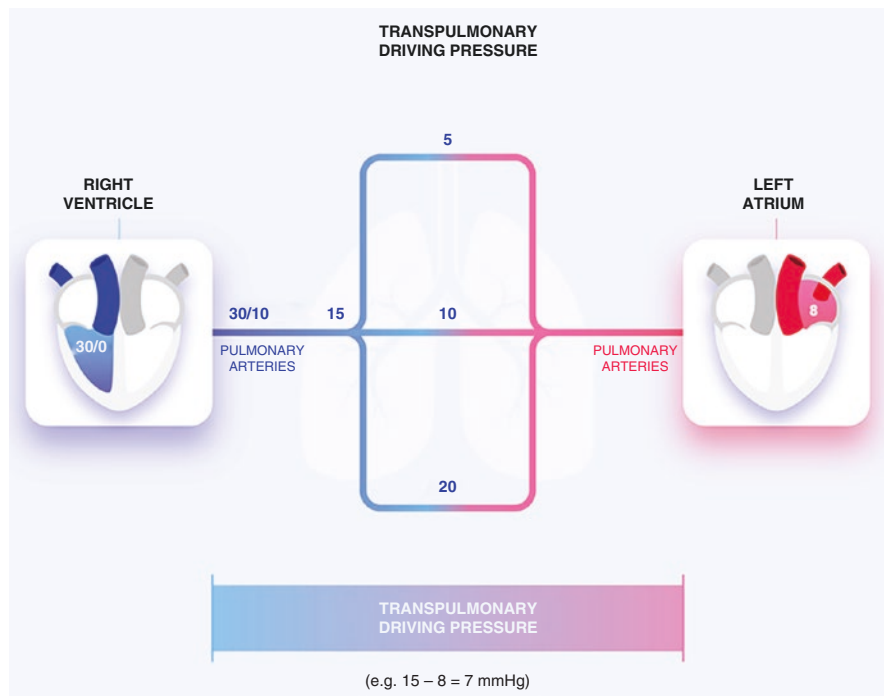 TRANSPULMONARY
DRIVING PRESSURE
5
RIGHT
VENTRICLE
LEFT
ATRIUM
30/10
15
10
8
30/0
PULMONARY
ARTERIES
PULMONARY
ARTERIES
20
TRANSPULMONARY
DRIVING PRESSURE
(e.g. 15 – 8 = 7 mmHg)